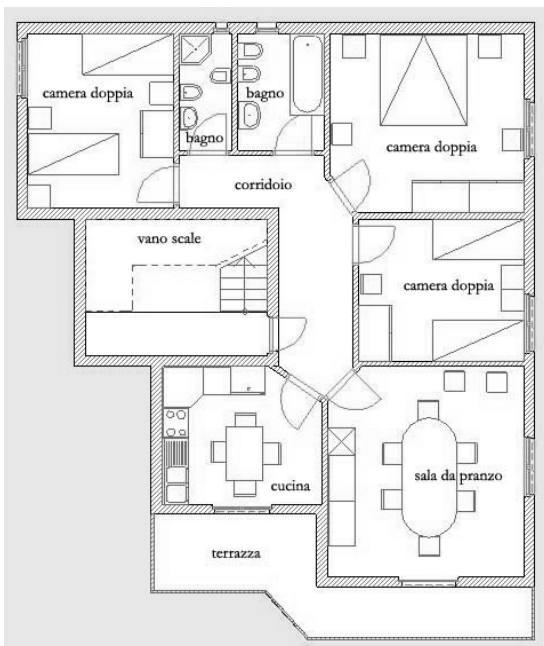 camera doppia
bagno
bagno
camera doppia
corridoio
vano scale
camera doppia
cucina
sala da pranzo
terrazza